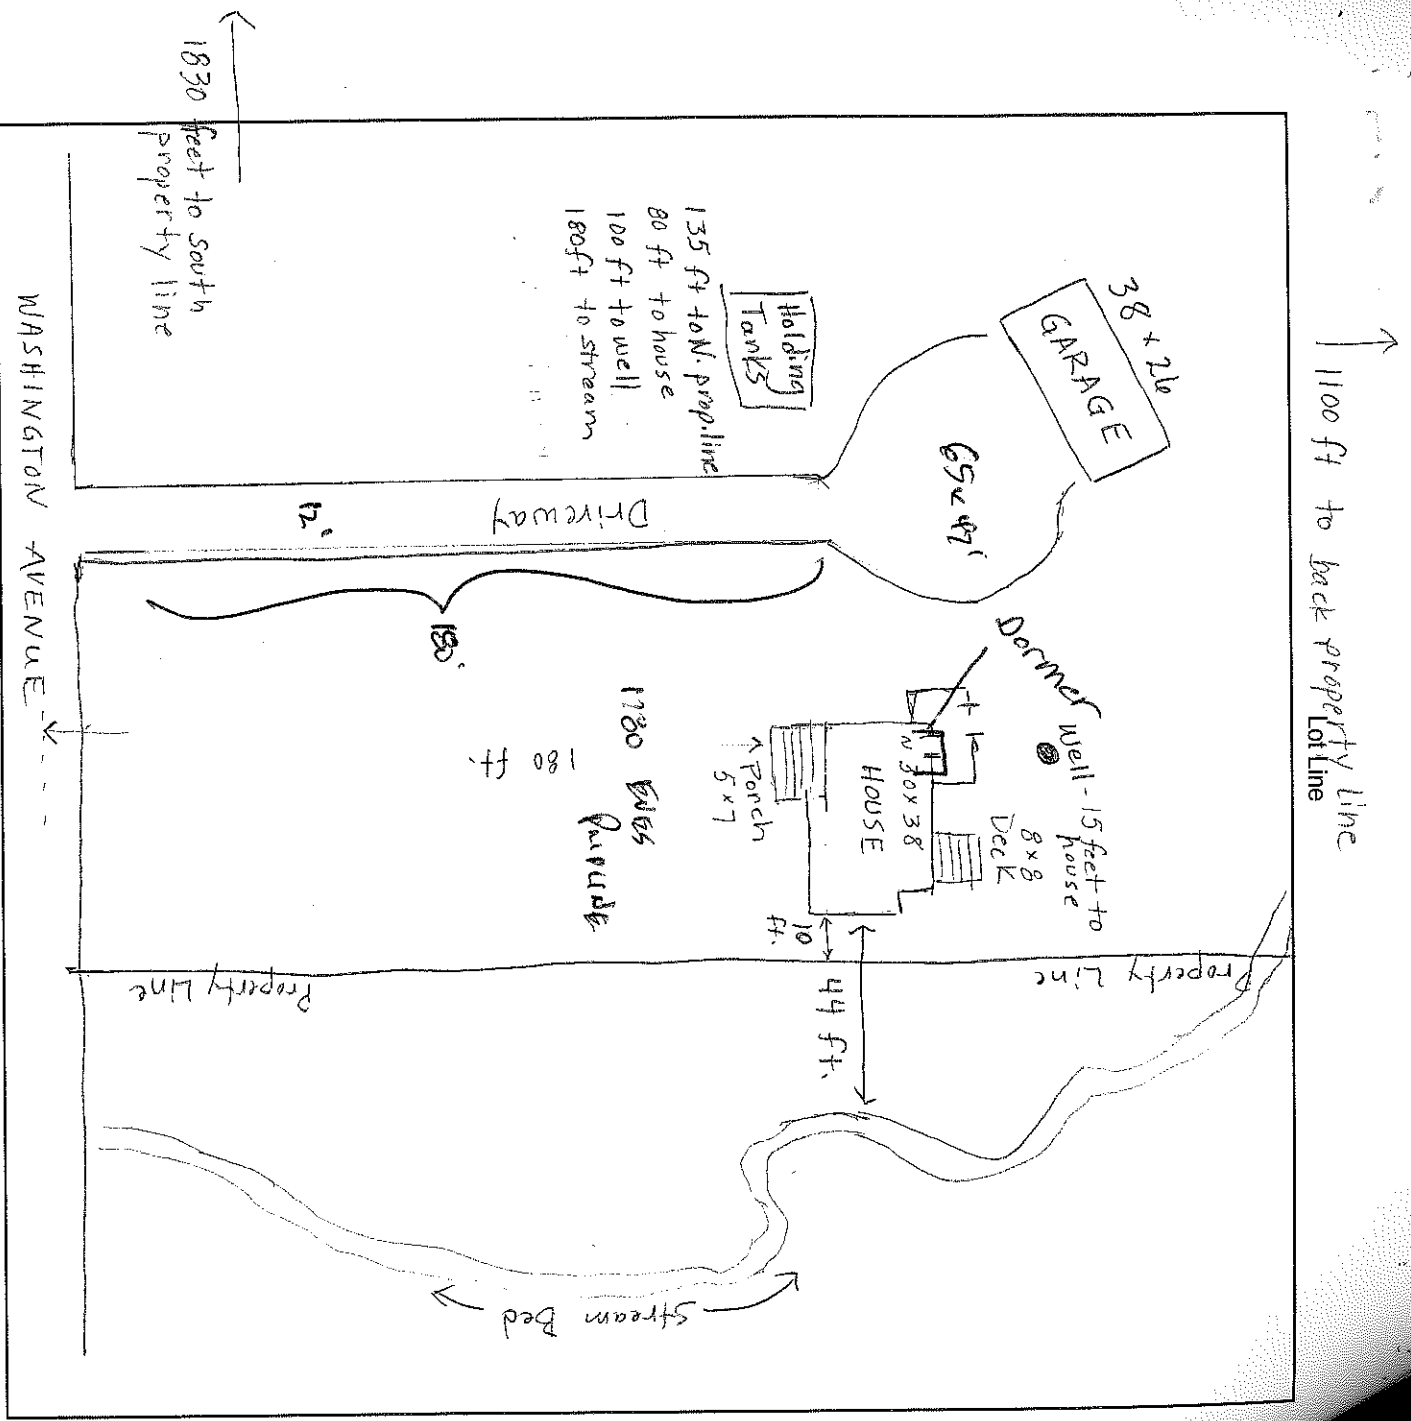 1830 feet to South
property line
1100 ft to back property line
Lot Line
38 x 26
GARAGE
65 x 47'
Holding
Tanks
135 ft to N. prop. line
80 ft to house
100 ft to well
180 ft to stream
Driveway
12'
180'
WASHINGTON AVENUE
Dormer
Well - 15 feet to
house
8 x 8
Deck
30 x 38
HOUSE
Porch
5 x 7
1780
180 ft.
10
ft.
44 ft.
Property Line
Property Line
Stream Bed